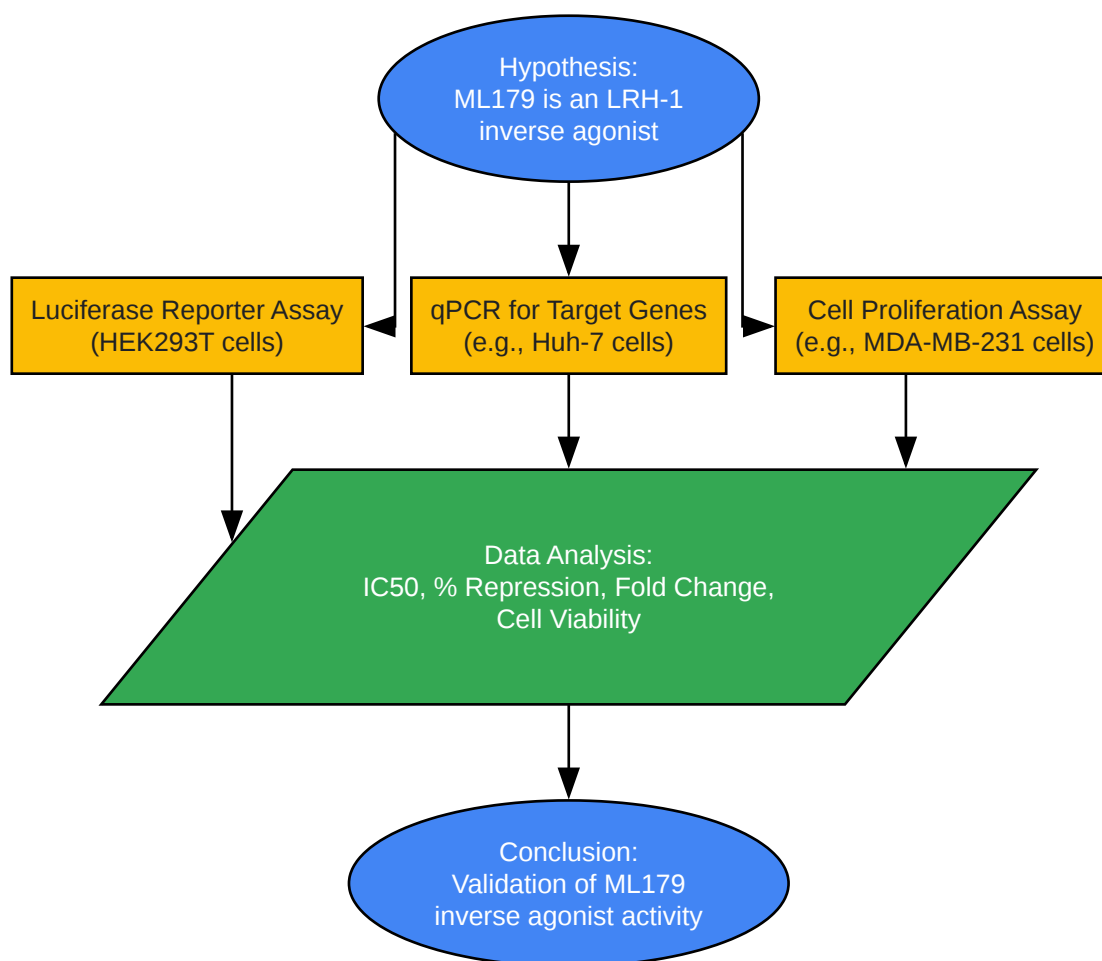 Hypothesis:
ML179 is an LRH-1
inverse agonist
Luciferase Reporter Assay
(HEK293T cells)
qPCR for Target Genes
(e.g., Huh-7 cells)
Cell Proliferation Assay
(e.g., MDA-MB-231 cells)
Data Analysis:
IC50, % Repression, Fold Change,
Cell Viability
Conclusion:
Validation of ML179
inverse agonist activity